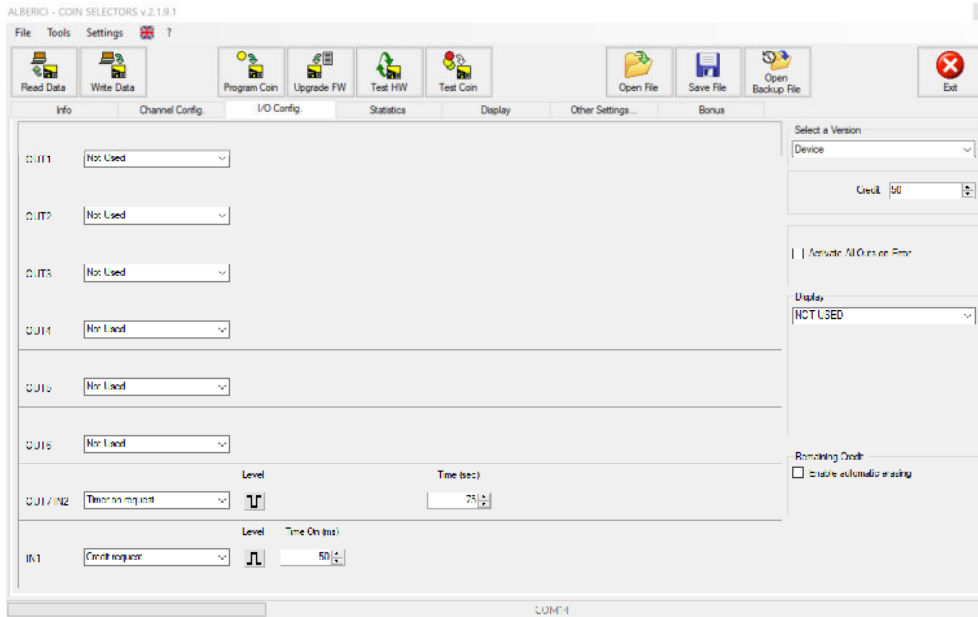 ALBERICI - COIN SELECTORS v.2.1.9.1
File Tools Settings ?
Read Data Write Data Program Coin Upgrade FW Test HW Test Coin Open File Save File Open Backup File Exit
Info Channel Config. I/O Config. Statistics Display Other Settings... Bonus
Select a Version
Device
OUT1 Not Used
Credit 50
OUT2 Not Used
Activate All Outs on Error
OUT3 Not Used
Display
NOT USED
OUT4 Not Used
OUT5 Not Used
OUT6 Not Used
Remaining Credit
Enable automatic erasing
Level Time (sec)
OUT7/IN2 Timer on request 75
Level Time On (ms)
IN1 Credit request 50
COM14